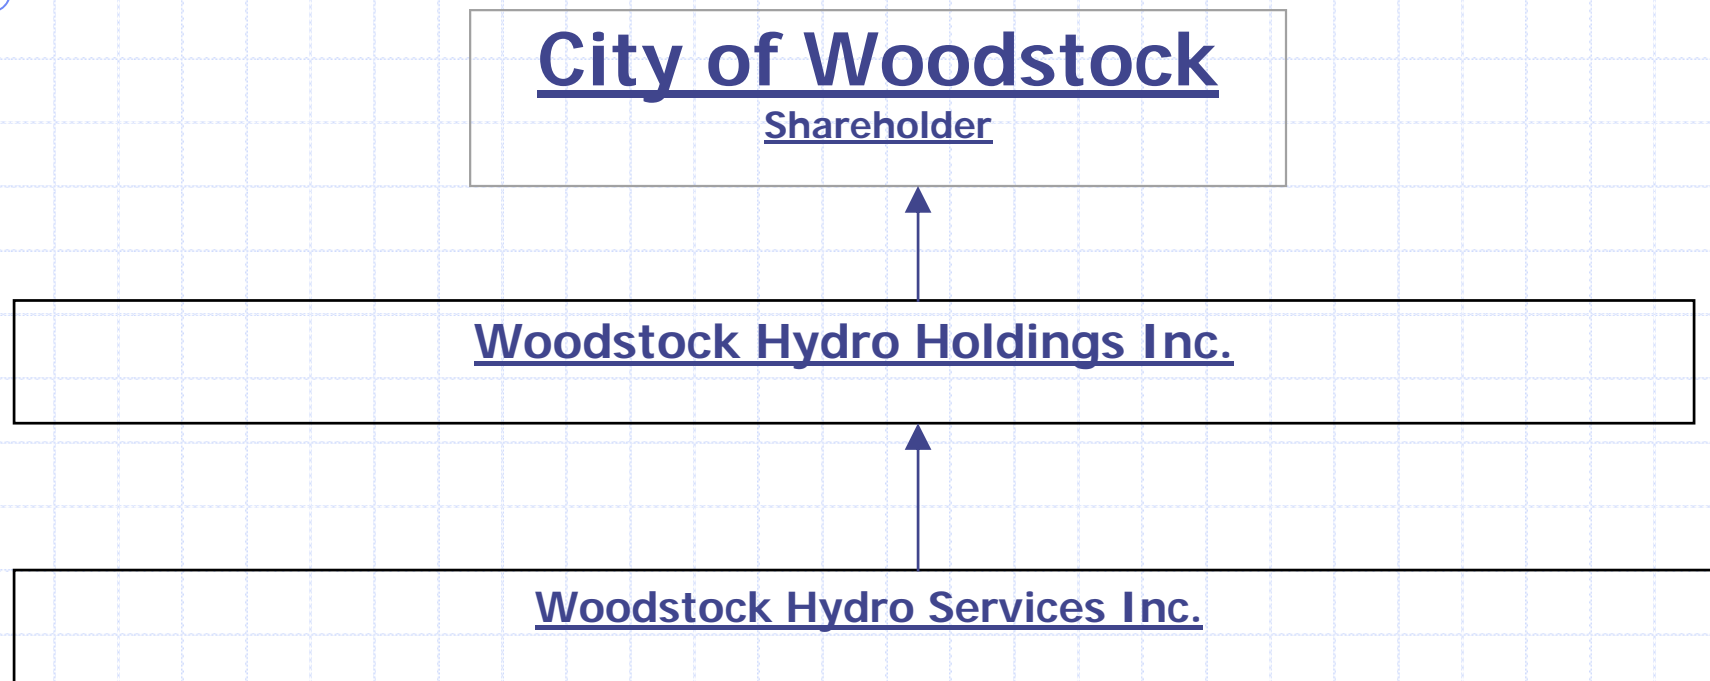 City of Woodstock
Shareholder
Woodstock Hydro Holdings Inc.
Woodstock Hydro Services Inc.